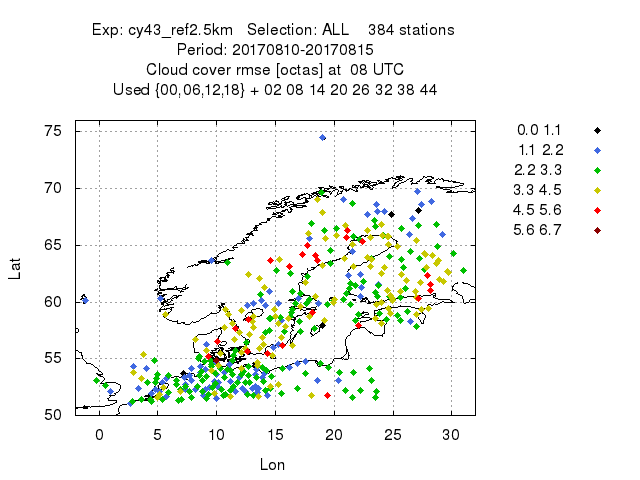 Exp: cy43_ref2.5km Selection: ALL 384 stations
Period: 20170810-20170815
Cloud cover rmse [octas] at 08 UTC
Used {00,06,12,18} + 02 08 14 20 26 32 38 44
75
70
65
60
55
50
Lat
0 5 10 15 20 25 30
Lon
0.0 1.1
1.1 2.2
2.2 3.3
3.3 4.5
4.5 5.6
5.6 6.7